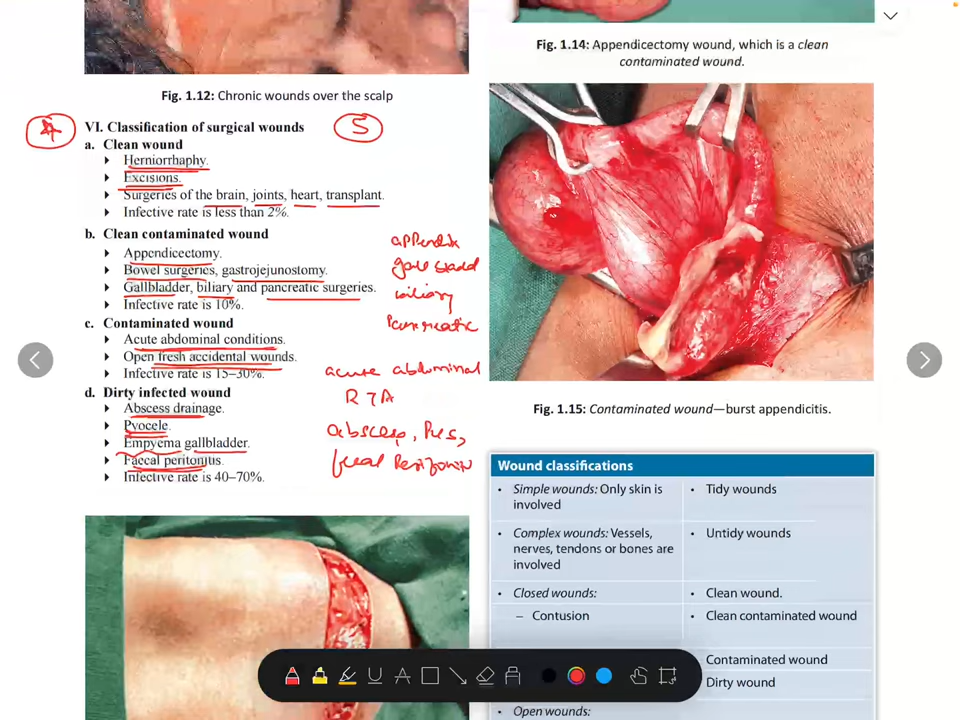 Fig. 1.12: Chronic wounds over the scalp
VI. Classification of surgical wounds
a. Clean wound
Herniorrhaphy.
Excisions.
Surgeries of the brain, joints, heart, transplant.
Infective rate is less than 2%.
b. Clean contaminated wound
Appendicectomy.
Bowel surgeries, gastrojejunostomy.
Gallbladder, biliary and pancreatic surgeries.
Infective rate is 10%.
c. Contaminated wound
Acute abdominal conditions.
Open fresh accidental wounds.
Infective rate is 15–30%.
d. Dirty infected wound
Abscess drainage.
Pyocele.
Empyema gallbladder.
Faecal peritonitis.
Infective rate is 40–70%.
S
biliary
Pancreatic
acute abdominal
RTA
abscess, Pus,
Fig. 1.14: Appendicectomy wound, which is a clean
contaminated wound.
Fig. 1.15: Contaminated wound—burst appendicitis.
Wound classifications
• Simple wounds: Only skin is
involved
• Complex wounds: Vessels,
nerves, tendons or bones are
involved
• Closed wounds:
– Contusion
• Open wounds:
• Tidy wounds
• Untidy wounds
• Clean wound.
• Clean contaminated wound
Contaminated wound
Dirty wound